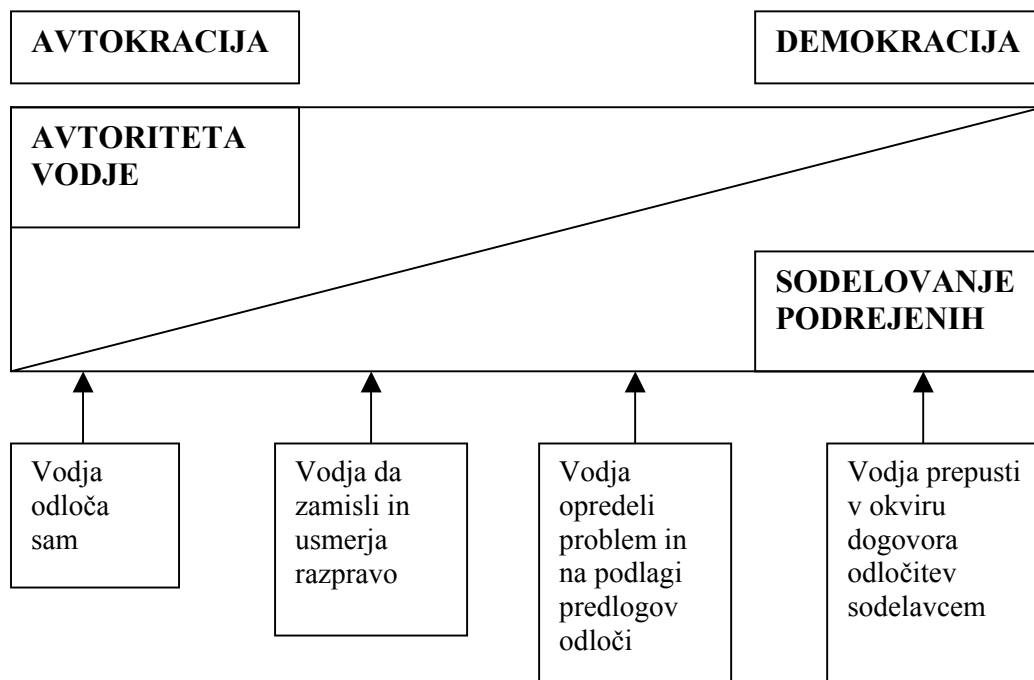 AVTOKRACIJA
DEMOKRACIJA
AVTORITETA
VODJE
SODELOVANJE
PODREJENIH
Vodja
odloča
sam
Vodja da
zamisli in
usmerja
razpravo
Vodja
opredeli
problem in
na podlagi
predlogov
odloči
Vodja prepusti
v okviru
dogovora
odločitev
sodelavcem